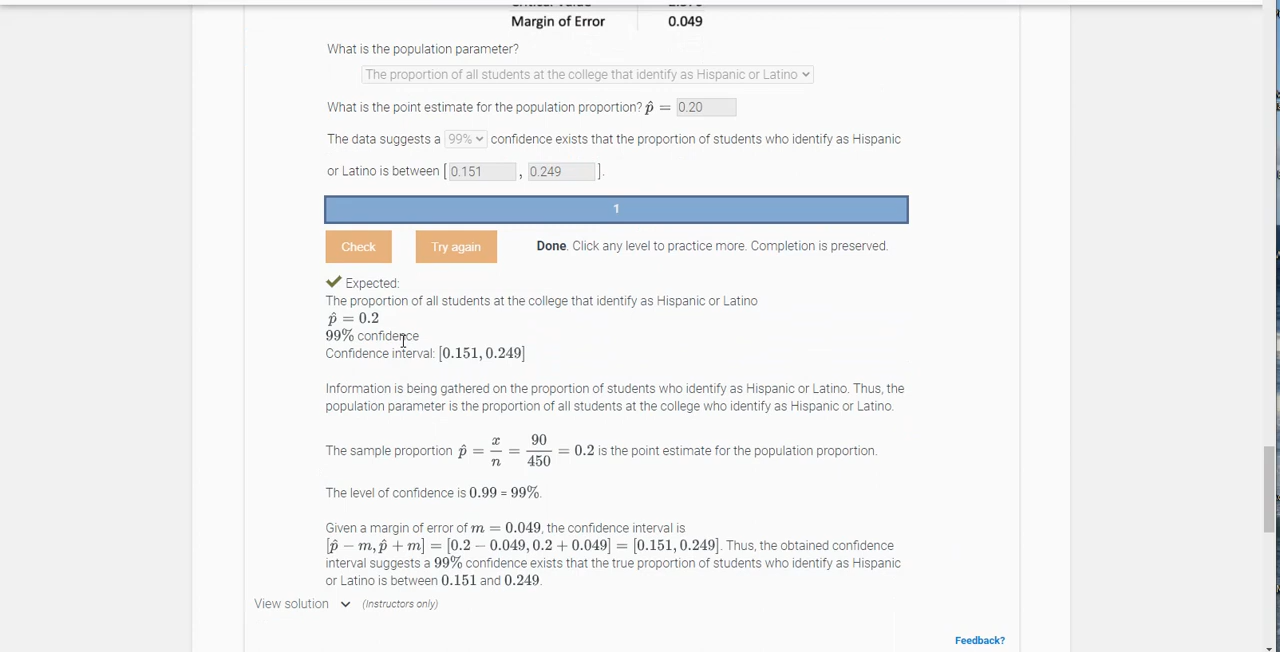 Margin of Error 0.049
What is the population parameter?
The proportion of all students at the college that identify as Hispanic or Latino
What is the point estimate for the population proportion? p̂ = 0.20
The data suggests a 99% confidence exists that the proportion of students who identify as Hispanic
or Latino is between [ 0.151 , 0.249 ].
1
Check Try again Done. Click any level to practice more. Completion is preserved.
Expected:
The proportion of all students at the college that identify as Hispanic or Latino
p̂ = 0.2
99% confidence
Confidence interval: [0.151, 0.249]
Information is being gathered on the proportion of students who identify as Hispanic or Latino. Thus, the
population parameter is the proportion of all students at the college who identify as Hispanic or Latino.
The sample proportion p̂ = x/n = 90/450 = 0.2 is the point estimate for the population proportion.
The level of confidence is 0.99 = 99%.
Given a margin of error of m = 0.049, the confidence interval is
[p̂ − m, p̂ + m] = [0.2 − 0.049, 0.2 + 0.049] = [0.151, 0.249]. Thus, the obtained confidence
interval suggests a 99% confidence exists that the true proportion of students who identify as Hispanic
or Latino is between 0.151 and 0.249.
View solution (Instructors only)
Feedback?